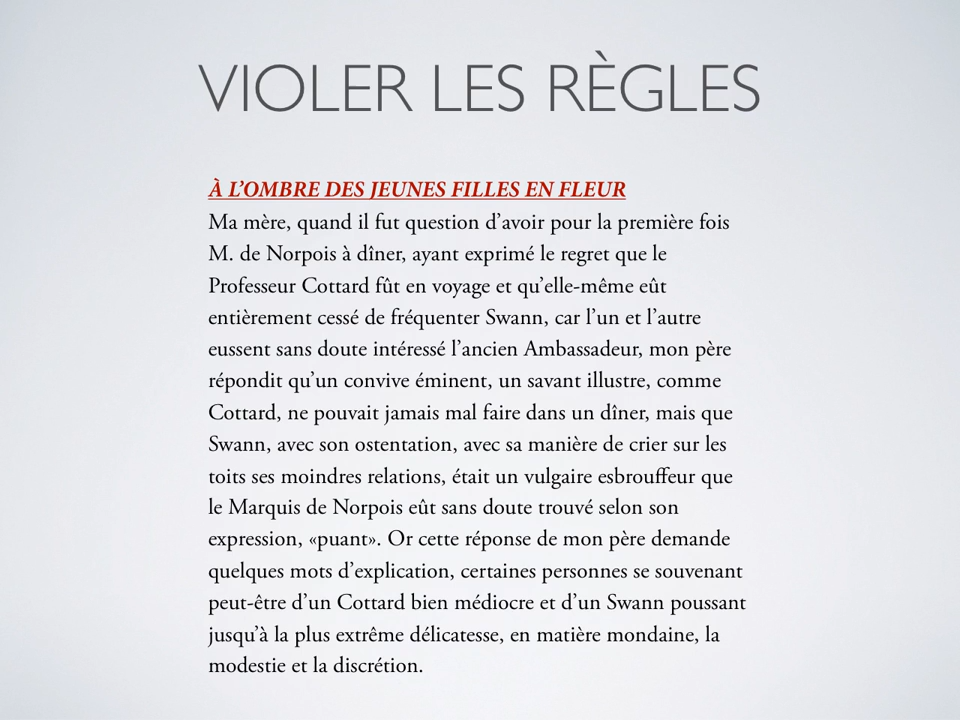 VIOLER LES RÈGLES
À L’OMBRE DES JEUNES FILLES EN FLEUR
Ma mère, quand il fut question d’avoir pour la première fois
M. de Norpois à dîner, ayant exprimé le regret que le
Professeur Cottard fût en voyage et qu’elle-même eût
entièrement cessé de fréquenter Swann, car l’un et l’autre
eussent sans doute intéressé l’ancien Ambassadeur, mon père
répondit qu’un convive éminent, un savant illustre, comme
Cottard, ne pouvait jamais mal faire dans un dîner, mais que
Swann, avec son ostentation, avec sa manière de crier sur les
toits ses moindres relations, était un vulgaire esbrouffeur que
le Marquis de Norpois eût sans doute trouvé selon son
expression, «puant». Or cette réponse de mon père demande
quelques mots d’explication, certaines personnes se souvenant
peut-être d’un Cottard bien médiocre et d’un Swann poussant
jusqu’à la plus extrême délicatesse, en matière mondaine, la
modestie et la discrétion.